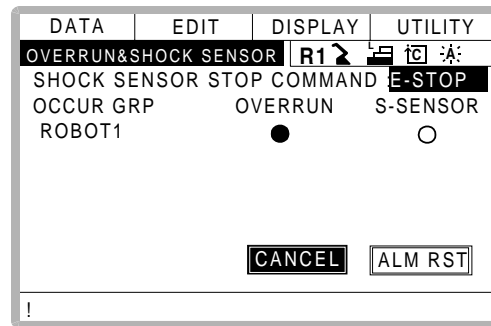 DATA EDIT DISPLAY UTILITY
OVERRUN&SHOCK SENSOR R1 C A
SHOCK SENSOR STOP COMMAND :E-STOP
OCCUR GRP OVERRUN S-SENSOR
ROBOT1
CANCEL ALM RST
!